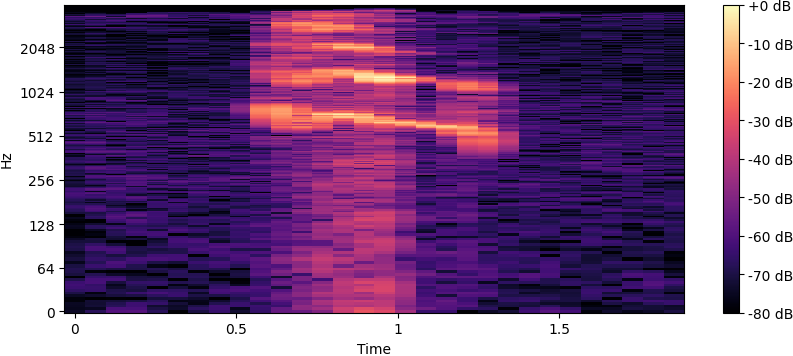 +0 dB
2048
-10 dB
1024
-20 dB
512
-30 dB
Hz
256
-40 dB
128
-50 dB
64
-60 dB
0
-70 dB
-80 dB
0 0.5 1 1.5
Time